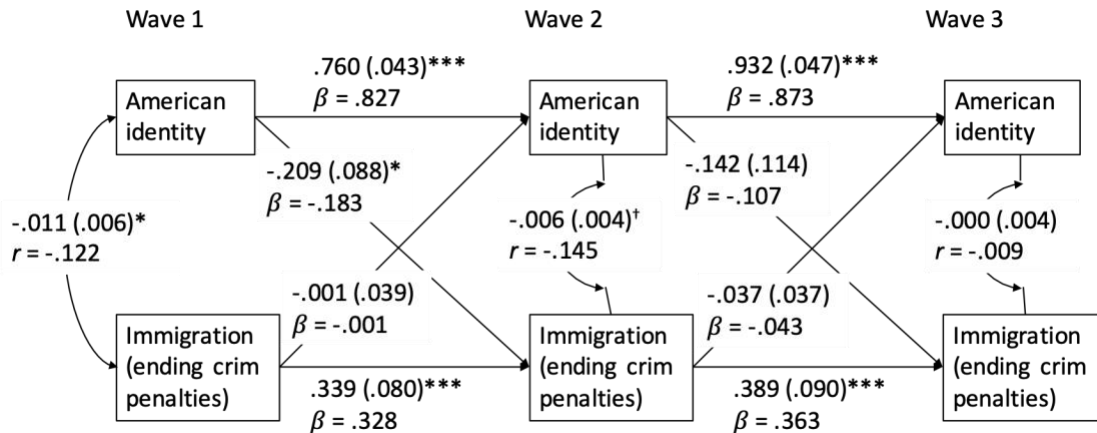 Wave 1 Wave 2 Wave 3
.760 (.043)*** .932 (.047)***
β = .827 β = .873
American identity
American identity
American identity
-.209 (.088)*
β = -.183
-.142 (.114)
β = -.107
-.011 (.006)*
r = -.122
-.006 (.004)†
r = -.145
-.000 (.004)
r = -.009
-.001 (.039)
β = -.001
-.037 (.037)
β = -.043
Immigration
(ending crim
penalties)
Immigration
(ending crim
penalties)
Immigration
(ending crim
penalties)
.339 (.080)*** .389 (.090)***
β = .328 β = .363